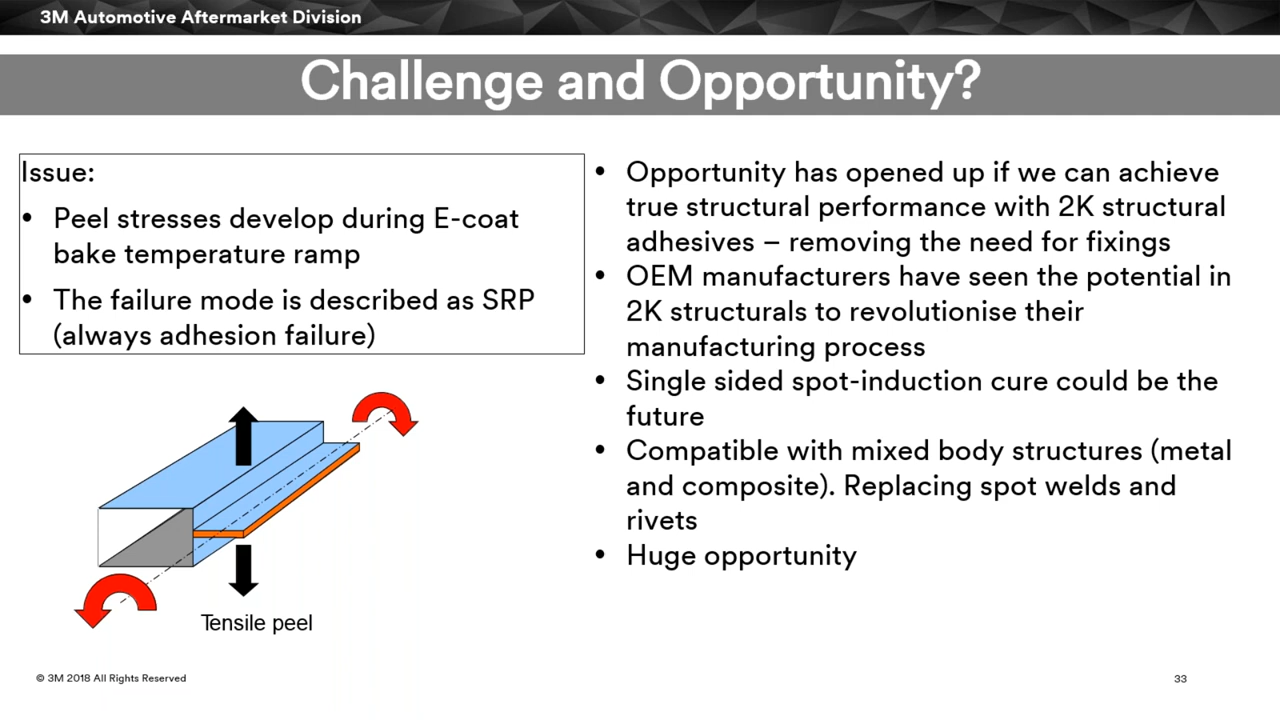 3M Automotive Aftermarket Division
Challenge and Opportunity?
Issue:
• Peel stresses develop during E-coat
bake temperature ramp
• The failure mode is described as SRP
(always adhesion failure)
Tensile peel
• Opportunity has opened up if we can achieve
true structural performance with 2K structural
adhesives – removing the need for fixings
• OEM manufacturers have seen the potential in
2K structurals to revolutionise their
manufacturing process
• Single sided spot-induction cure could be the
future
• Compatible with mixed body structures (metal
and composite). Replacing spot welds and
rivets
• Huge opportunity
© 3M 2018 All Rights Reserved
33